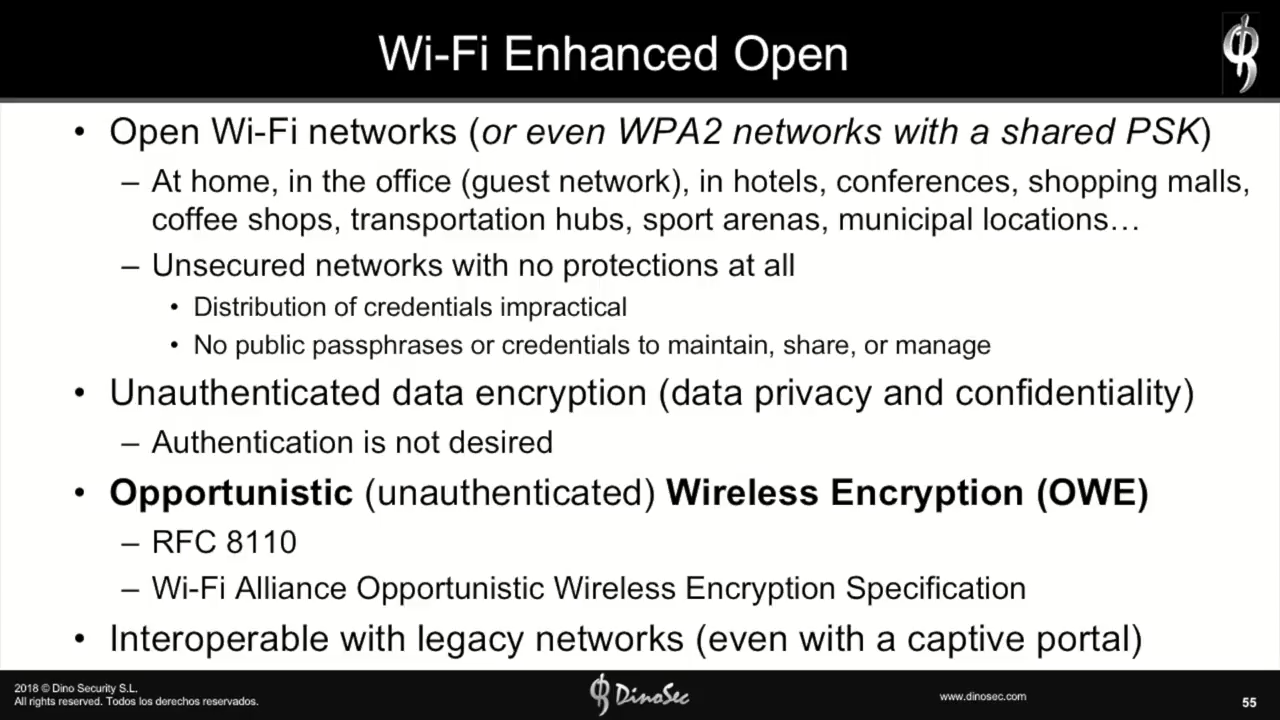 Wi-Fi Enhanced Open
• Open Wi-Fi networks (or even WPA2 networks with a shared PSK)
– At home, in the office (guest network), in hotels, conferences, shopping malls,
coffee shops, transportation hubs, sport arenas, municipal locations…
– Unsecured networks with no protections at all
• Distribution of credentials impractical
• No public passphrases or credentials to maintain, share, or manage
• Unauthenticated data encryption (data privacy and confidentiality)
– Authentication is not desired
• Opportunistic (unauthenticated) Wireless Encryption (OWE)
– RFC 8110
– Wi-Fi Alliance Opportunistic Wireless Encryption Specification
• Interoperable with legacy networks (even with a captive portal)
2018 © Dino Security S.L.
All rights reserved. Todos los derechos reservados.
DinoSec
www.dinosec.com
55